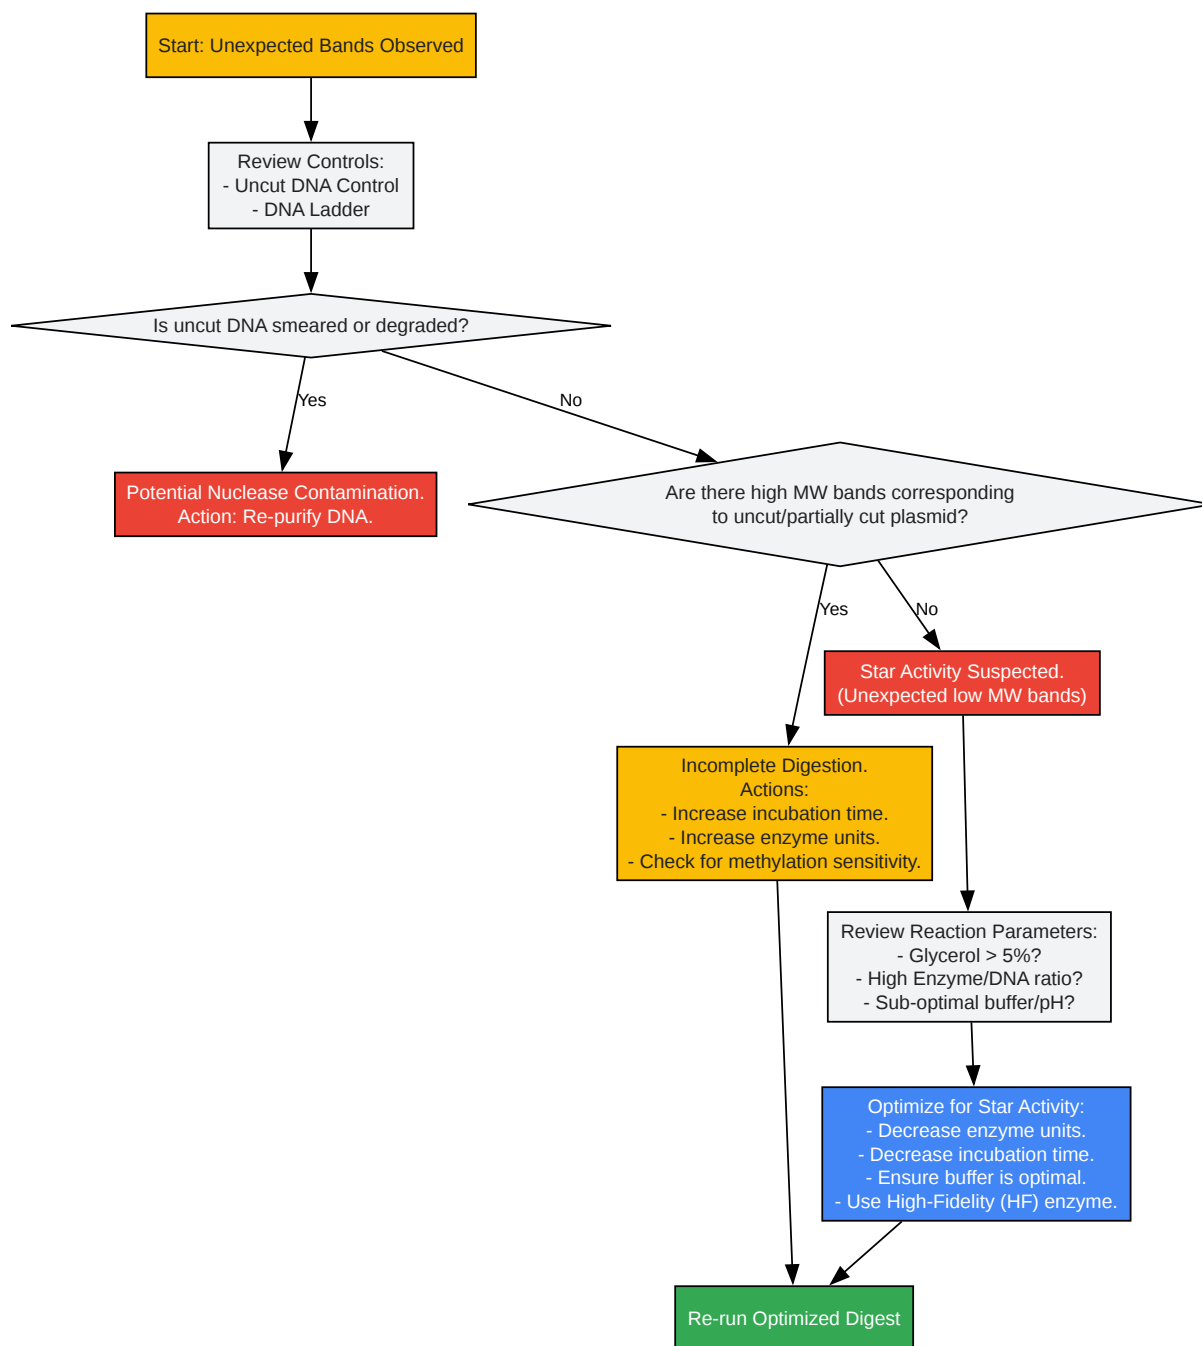 Start: Unexpected Bands Observed
Review Controls:
- Uncut DNA Control
- DNA Ladder
Is uncut DNA smeared or degraded?
Yes
No
Potential Nuclease Contamination.
Action: Re-purify DNA.
Are there high MW bands corresponding
to uncut/partially cut plasmid?
Yes
No
Star Activity Suspected.
(Unexpected low MW bands)
Incomplete Digestion.
Actions:
- Increase incubation time.
- Increase enzyme units.
- Check for methylation sensitivity.
Review Reaction Parameters:
- Glycerol > 5%?
- High Enzyme/DNA ratio?
- Sub-optimal buffer/pH?
Optimize for Star Activity:
- Decrease enzyme units.
- Decrease incubation time.
- Ensure buffer is optimal.
- Use High-Fidelity (HF) enzyme.
Re-run Optimized Digest